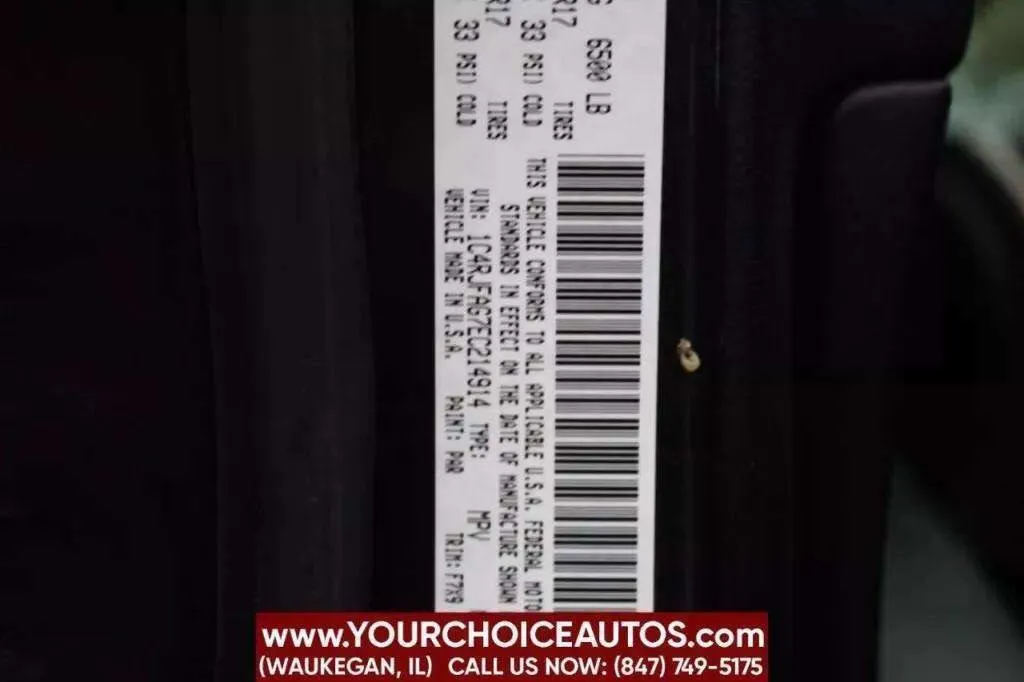 G 6500 LB
R17 TIRES
33 PSI) COLD
R17 TIRES
33 PSI) COLD
THIS VEHICLE CONFORMS TO ALL APPLICABLE U.S.A. FEDERAL MOTO
STANDARDS IN EFFECT ON THE DATE OF MANUFACTURE SHOWN
VIN: 1C4RJFAG7EC214914 TYPE: MPV
VEHICLE MADE IN U.S.A. PAINT: PAR TRIM: F7X9
www.YOURCHOICEAUTOS.com
(WAUKEGAN, IL) CALL US NOW: (847) 749-5175